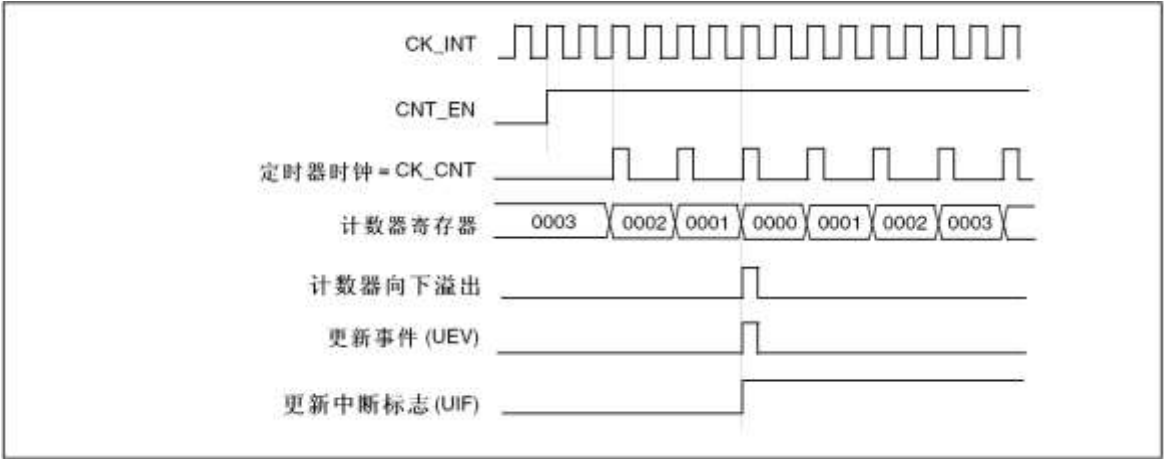 CK_INT
CNT_EN
定时器时钟 = CK_CNT
计数器寄存器 0003 0002 0001 0000 0001 0002 0003
计数器向下溢出
更新事件 (UEV)
更新中断标志 (UIF)